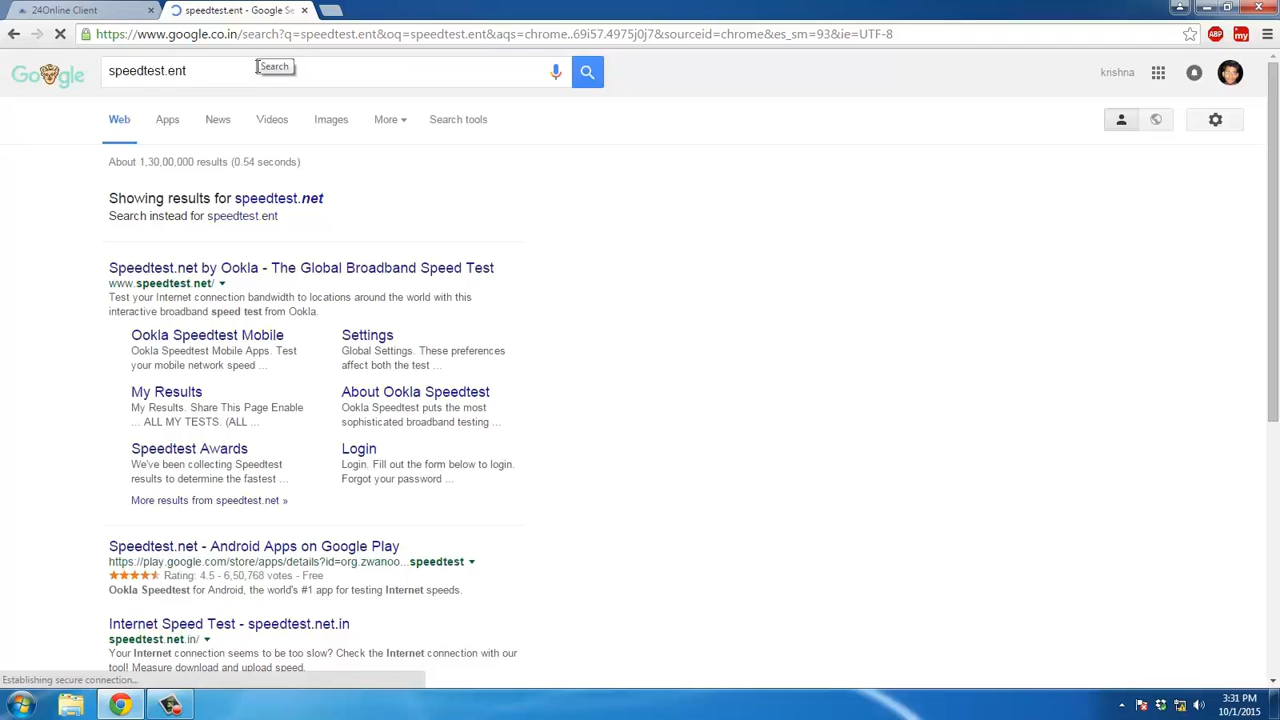 24Online Client
speedtest.ent - Google Se
https://www.google.co.in/search?q=speedtest.ent&oq=speedtest.ent&aqs=chrome..69i57.4975j0j7&sourceid=chrome&es_sm=93&ie=UTF-8
ABP
my
Google
speedtest.ent
Search
krishna
Web
Apps
News
Videos
Images
More
Search tools
About 1,30,00,000 results (0.54 seconds)
Showing results for speedtest.net
Search instead for speedtest.ent
Speedtest.net by Ookla - The Global Broadband Speed Test
www.speedtest.net/
Test your Internet connection bandwidth to locations around the world with this
interactive broadband speed test from Ookla.
Ookla Speedtest Mobile
Ookla Speedtest Mobile Apps. Test
your mobile network speed ...
Settings
Global Settings. These preferences
affect both the test ...
My Results
My Results. Share This Page Enable
... ALL MY TESTS. (ALL ...
About Ookla Speedtest
Ookla Speedtest puts the most
sophisticated broadband testing ...
Speedtest Awards
We've been collecting Speedtest
results to determine the fastest ...
Login
Login. Fill out the form below to login.
Forgot your password ...
More results from speedtest.net »
Speedtest.net - Android Apps on Google Play
https://play.google.com/store/apps/details?id=org.zwanoo...speedtest
Rating: 4.5 - 6,50,768 votes - Free
Ookla Speedtest for Android, the world's #1 app for testing Internet speeds.
Internet Speed Test - speedtest.net.in
speedtest.net.in/
Your Internet connection seems to be too slow? Check the Internet connection with our
tool! Measure download and upload speed.
Establishing secure connection...
3:31 PM
10/1/2015